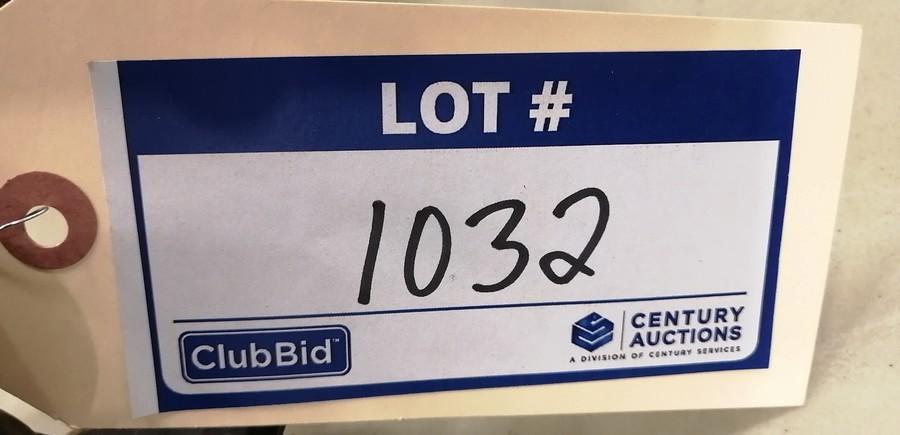 LOT #
1032
ClubBid™
CENTURY
AUCTIONS
A DIVISION OF CENTURY SERVICES